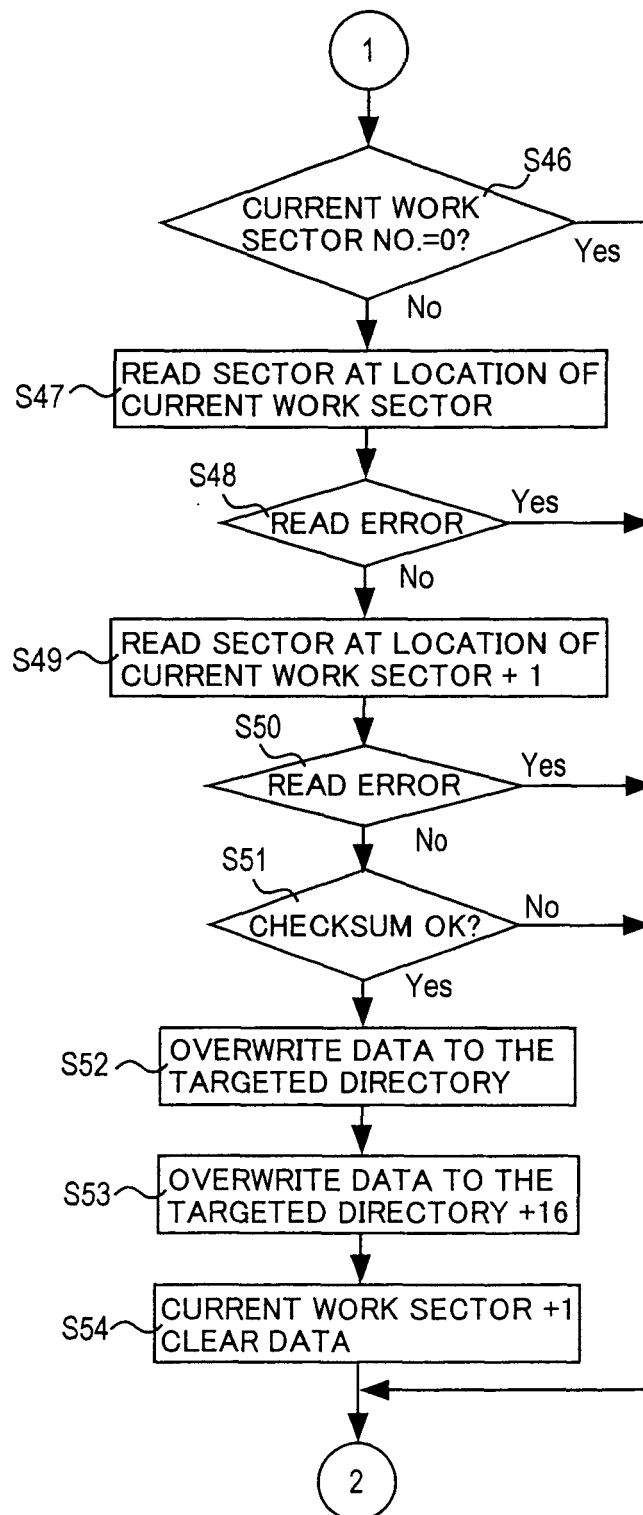 1
S46
CURRENT WORK
SECTOR NO.=0?
Yes
No
S47
READ SECTOR AT LOCATION OF
CURRENT WORK SECTOR
S48
READ ERROR
Yes
No
S49
READ SECTOR AT LOCATION OF
CURRENT WORK SECTOR + 1
S50
READ ERROR
Yes
No
S51
CHECKSUM OK?
No
Yes
S52
OVERWRITE DATA TO THE
TARGETED DIRECTORY
S53
OVERWRITE DATA TO THE
TARGETED DIRECTORY +16
S54
CURRENT WORK SECTOR +1
CLEAR DATA
2